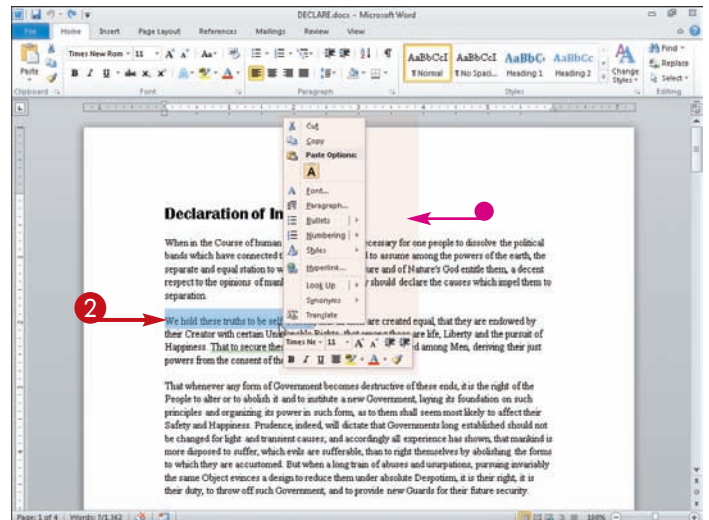 DECLARE.docx - Microsoft Word
File Home Insert Page Layout References Mailings Review View
Times New Rom 11 A A Aa
Paste
B I U abe x, x² A A
AaBbCcI AaBbCcI AaBbC AaBbCc A
¶ Normal ¶ No Spaci... Heading 1 Heading 2
Change Styles
Find
Replace
Select
Clipboard Font Paragraph Styles Editing
Cut
Copy
Paste Options:
A
Font...
Paragraph...
Bullets
Numbering
Styles
Hyperlink...
Look Up
Synonyms
Translate
Times Ne 11 A A
B I U A
Declaration of In
When in the Course of human cessary for one people to dissolve the political
bands which have connected to assume among the powers of the earth, the
separate and equal station to w ure and of Nature's God entitle them, a decent
respect to the opinions of man y should declare the causes which impel them to
separation.
2
We hold these truths to be self are created equal, that they are endowed by
their Creator with certain Unalienable Rights, that among these are life, Liberty and the pursuit of
Happiness. That to secure thes d among Men, deriving their just
powers from the consent of the
That whenever any form of Government becomes destructive of these ends, it is the right of the
People to alter or to abolish it and to institute a new Government, laying its foundation on such
principles and organizing its power in such form, as to them shall seem most likely to affect their
Safety and Happiness. Prudence, indeed, will dictate that Governments long established should not
be changed for light and transient causes, and accordingly all experience has shown, that mankind is
more disposed to suffer, which evils are sufferable, than to right themselves by abolishing the forms
to which they are accustomed. But when a long train of abuses and usurpations, pursuing invariably
the same Object evinces a design to reduce them under absolute Despotism, it is their right, it is
their duty, to throw off such Government, and to provide new Guards for their future security.
Page: 1 of 4 Words: 7/1,362 100%